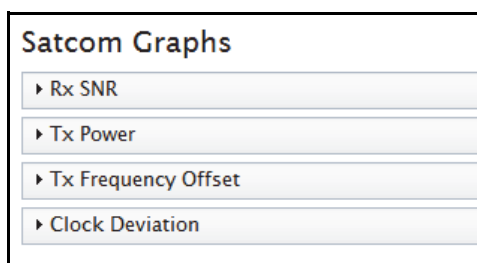 Satcom Graphs
Rx SNR
Tx Power
Tx Frequency Offset
Clock Deviation